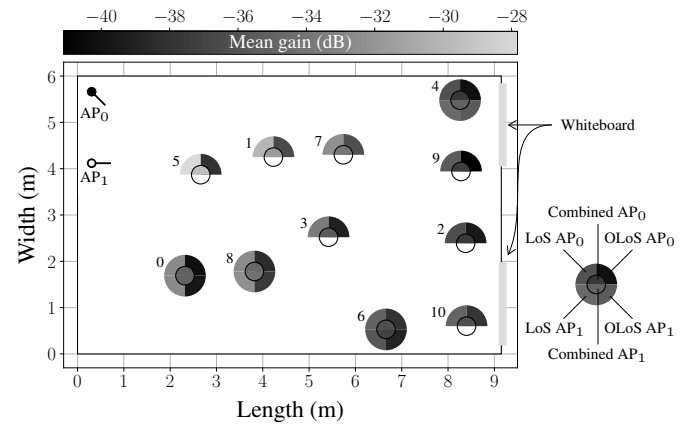 −40 −38 −36 −34 −32 −30 −28
Mean gain (dB)
6
5
4
3
2
1
0
Width (m)
AP0
AP1
4
1
7
5
9
3
2
0
8
6
10
Whiteboard
Combined AP0
LoS AP0 OLoS AP0
LoS AP1 OLoS AP1
Combined AP1
0 1 2 3 4 5 6 7 8 9
Length (m)